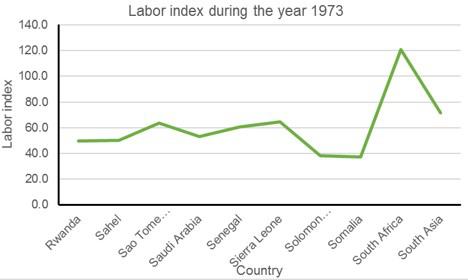 Labor index during the year 1973
140.0
120.0
100.0
80.0
60.0
40.0
20.0
0.0
Labor index
Rwanda
Sahel
Sao Tome...
Saudi Arabia
Senegal
Sierra Leone
Solomon...
Somalia
South Africa
South Asia
Country